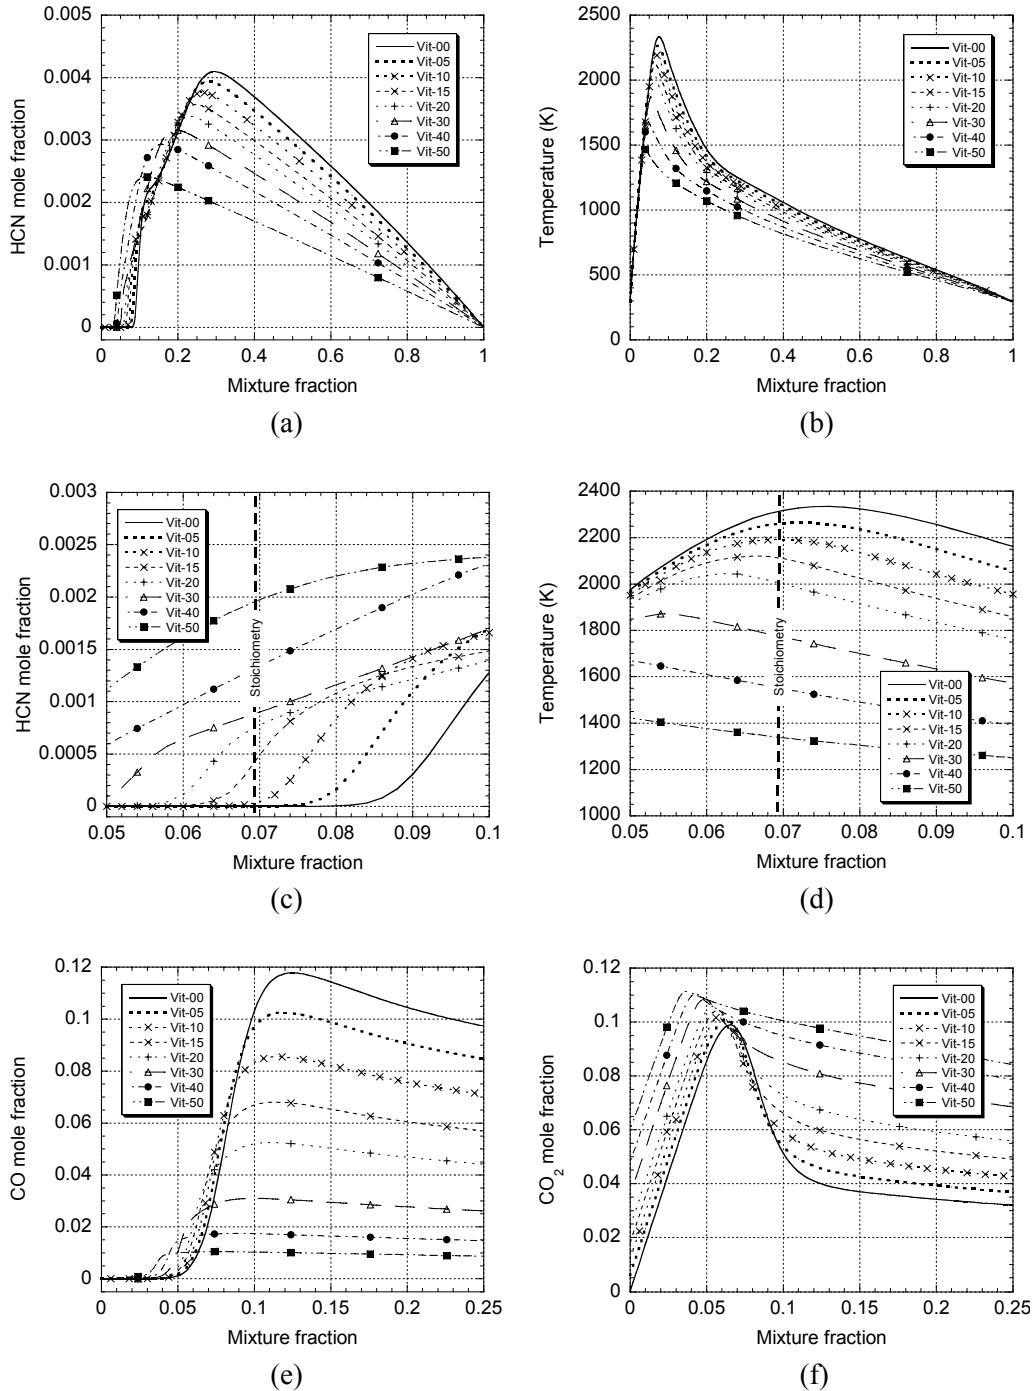 0.005
0.004
0.003
0.002
0.001
0
HCN mole fraction
Vit-00
Vit-05
Vit-10
Vit-15
Vit-20
Vit-30
Vit-40
Vit-50
0 0.2 0.4 0.6 0.8 1
Mixture fraction
(a)
2500
2000
1500
1000
500
0
Temperature (K)
Vit-00
Vit-05
Vit-10
Vit-15
Vit-20
Vit-30
Vit-40
Vit-50
0 0.2 0.4 0.6 0.8 1
Mixture fraction
(b)
0.003
0.0025
0.002
0.0015
0.001
0.0005
0
HCN mole fraction
Vit-00
Vit-05
Vit-10
Vit-15
Vit-20
Vit-30
Vit-40
Vit-50
Stoichiometry
0.05 0.06 0.07 0.08 0.09 0.1
Mixture fraction
(c)
2400
2200
2000
1800
1600
1400
1200
1000
Temperature (K)
Stoichiometry
Vit-00
Vit-05
Vit-10
Vit-15
Vit-20
Vit-30
Vit-40
Vit-50
0.05 0.06 0.07 0.08 0.09 0.1
Mixture fraction
(d)
0.12
0.1
0.08
0.06
0.04
0.02
0
CO mole fraction
Vit-00
Vit-05
Vit-10
Vit-15
Vit-20
Vit-30
Vit-40
Vit-50
0 0.05 0.1 0.15 0.2 0.25
Mixture fraction
(e)
0.12
0.1
0.08
0.06
0.04
0.02
0
CO₂ mole fraction
Vit-00
Vit-05
Vit-10
Vit-15
Vit-20
Vit-30
Vit-40
Vit-50
0 0.05 0.1 0.15 0.2 0.25
Mixture fraction
(f)